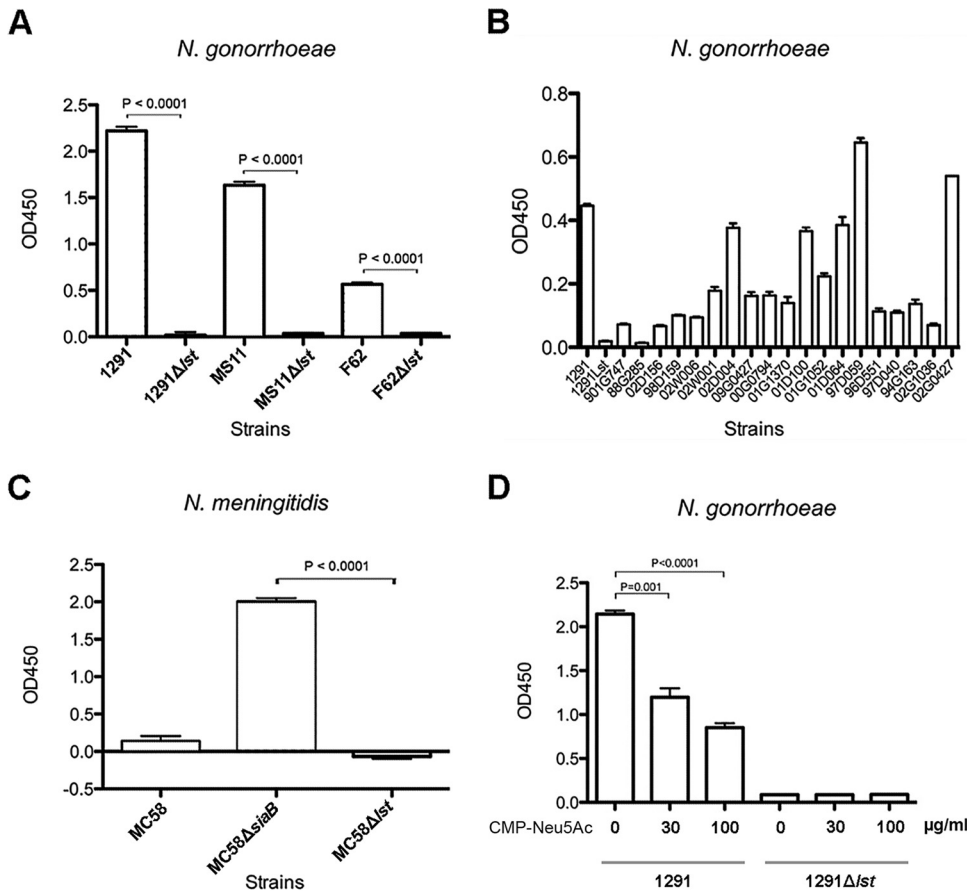 A
N. gonorrhoeae
P < 0.0001
P < 0.0001
P < 0.0001
OD450
2.5
2.0
1.5
1.0
0.5
0.0
1291
1291Δlst
MS11
MS11Δlst
F62
F62Δlst
Strains
B
N. gonorrhoeae
OD450
0.8
0.6
0.4
0.2
0.0
1291
1291Lst
901G747
88G285
02D156
98D159
02W006
02W001
02D004
09G0427
00G0794
01G1370
01D100
01G1052
01D064
97D059
98D551
97D040
94G163
02G1036
02G0427
Strains
C
N. meningitidis
P < 0.0001
OD450
2.5
2.0
1.5
1.0
0.5
0.0
-0.5
MC58
MC58ΔsiaB
MC58Δlst
Strains
D
N. gonorrhoeae
P<0.0001
P=0.001
OD450
2.5
2.0
1.5
1.0
0.5
0.0
CMP-Neu5Ac 0 30 100 0 30 100 µg/ml
1291 1291Δlst